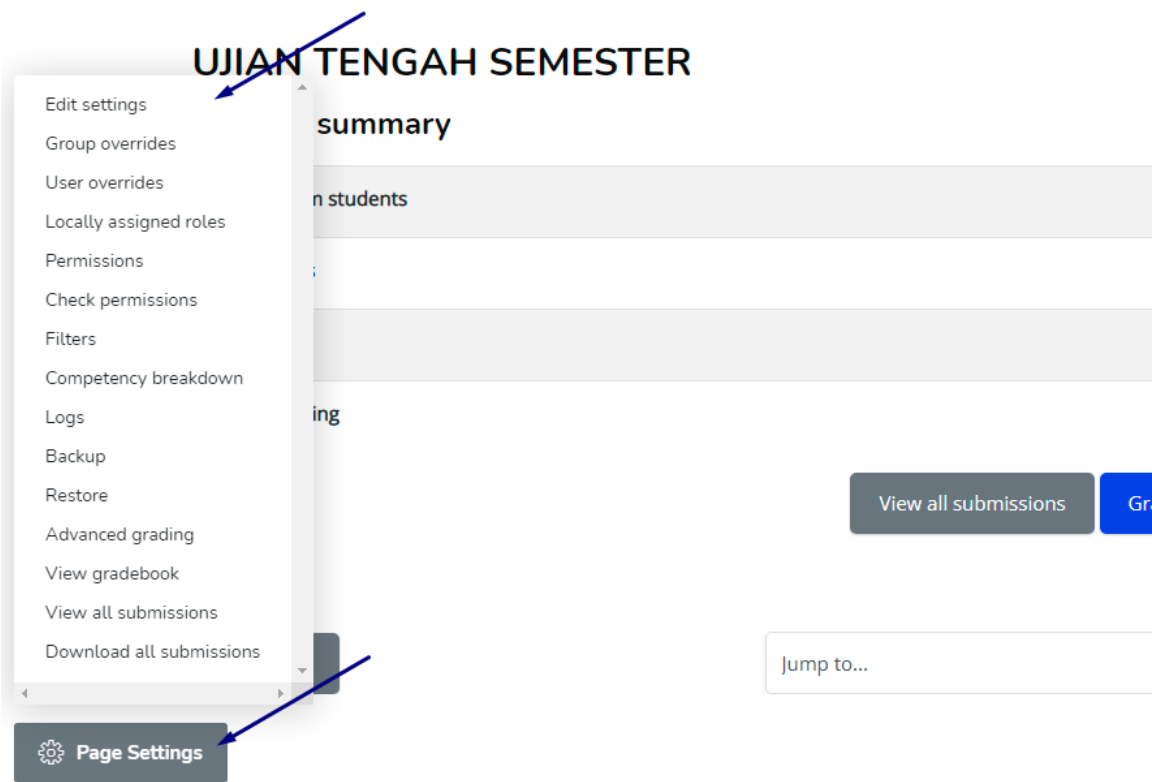 UJIAN TENGAH SEMESTER
summary
Edit settings
Group overrides
User overrides
students
Locally assigned roles
Permissions
Check permissions
Filters
Competency breakdown
Logs
ing
Backup
Restore
View all submissions
Advanced grading
View gradebook
View all submissions
Download all submissions
Jump to...
Page Settings